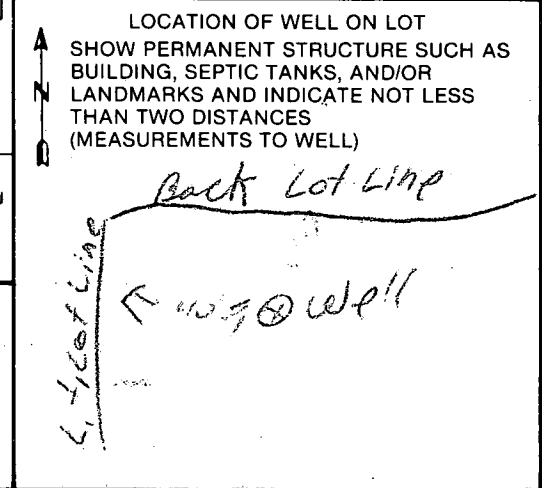 LOCATION OF WELL ON LOT
SHOW PERMANENT STRUCTURE SUCH AS
BUILDING, SEPTIC TANKS, AND/OR
LANDMARKS AND INDICATE NOT LESS
THAN TWO DISTANCES
(MEASUREMENTS TO WELL)
N
Back Lot Line
Well
Lot Line